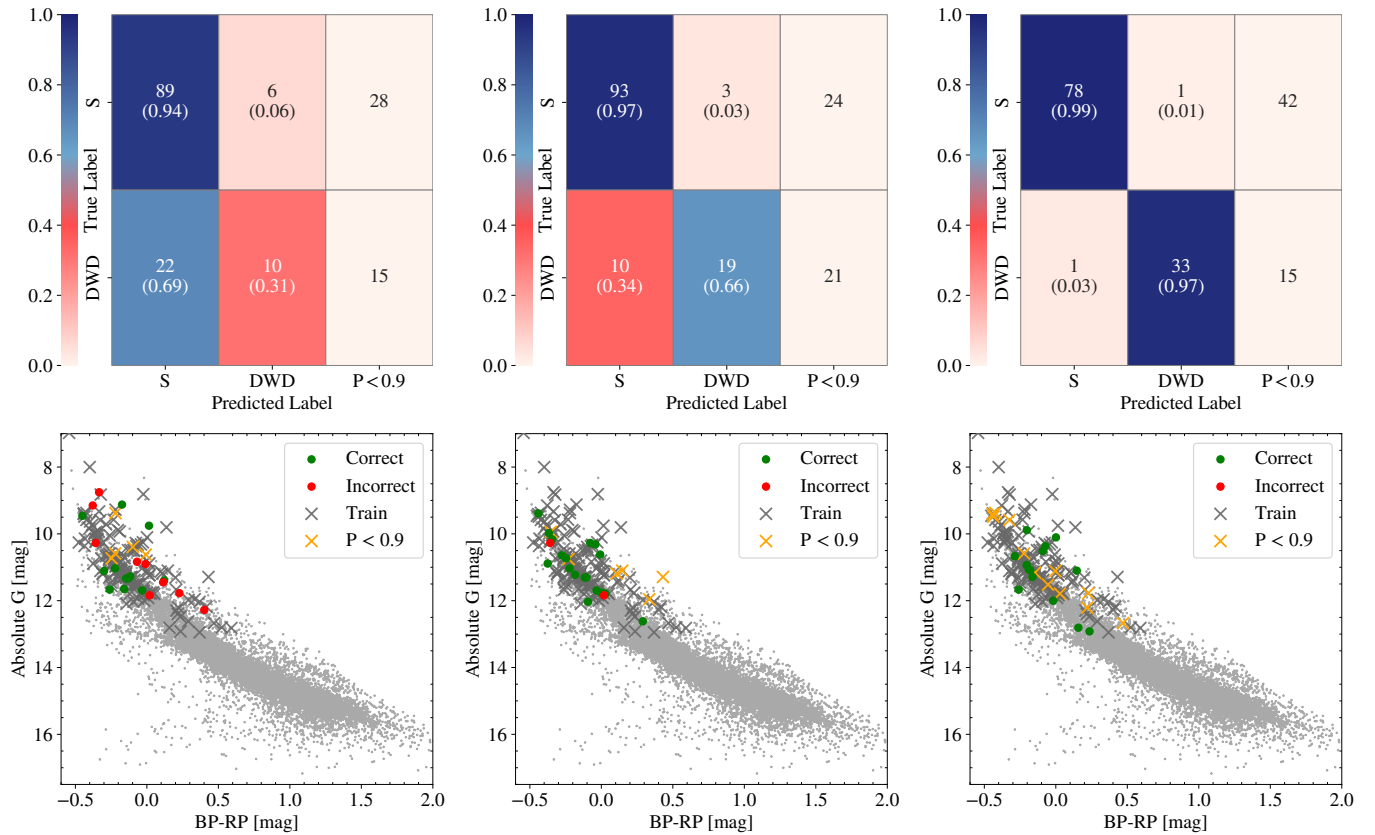 1.0
0.8
0.6
0.4
0.2
0.0
True Label
S
DWD
89
(0.94)
6
(0.06)
28
22
(0.69)
10
(0.31)
15
S DWD P < 0.9
Predicted Label
1.0
0.8
0.6
0.4
0.2
0.0
True Label
S
DWD
93
(0.97)
3
(0.03)
24
10
(0.34)
19
(0.66)
21
S DWD P < 0.9
Predicted Label
1.0
0.8
0.6
0.4
0.2
0.0
True Label
S
DWD
78
(0.99)
1
(0.01)
42
1
(0.03)
33
(0.97)
15
S DWD P < 0.9
Predicted Label
Absolute G [mag]
8
10
12
14
16
Correct
Incorrect
Train
P < 0.9
−0.5 0.0 0.5 1.0 1.5 2.0
BP-RP [mag]
Absolute G [mag]
8
10
12
14
16
Correct
Incorrect
Train
P < 0.9
−0.5 0.0 0.5 1.0 1.5 2.0
BP-RP [mag]
Absolute G [mag]
8
10
12
14
16
Correct
Incorrect
Train
P < 0.9
−0.5 0.0 0.5 1.0 1.5 2.0
BP-RP [mag]